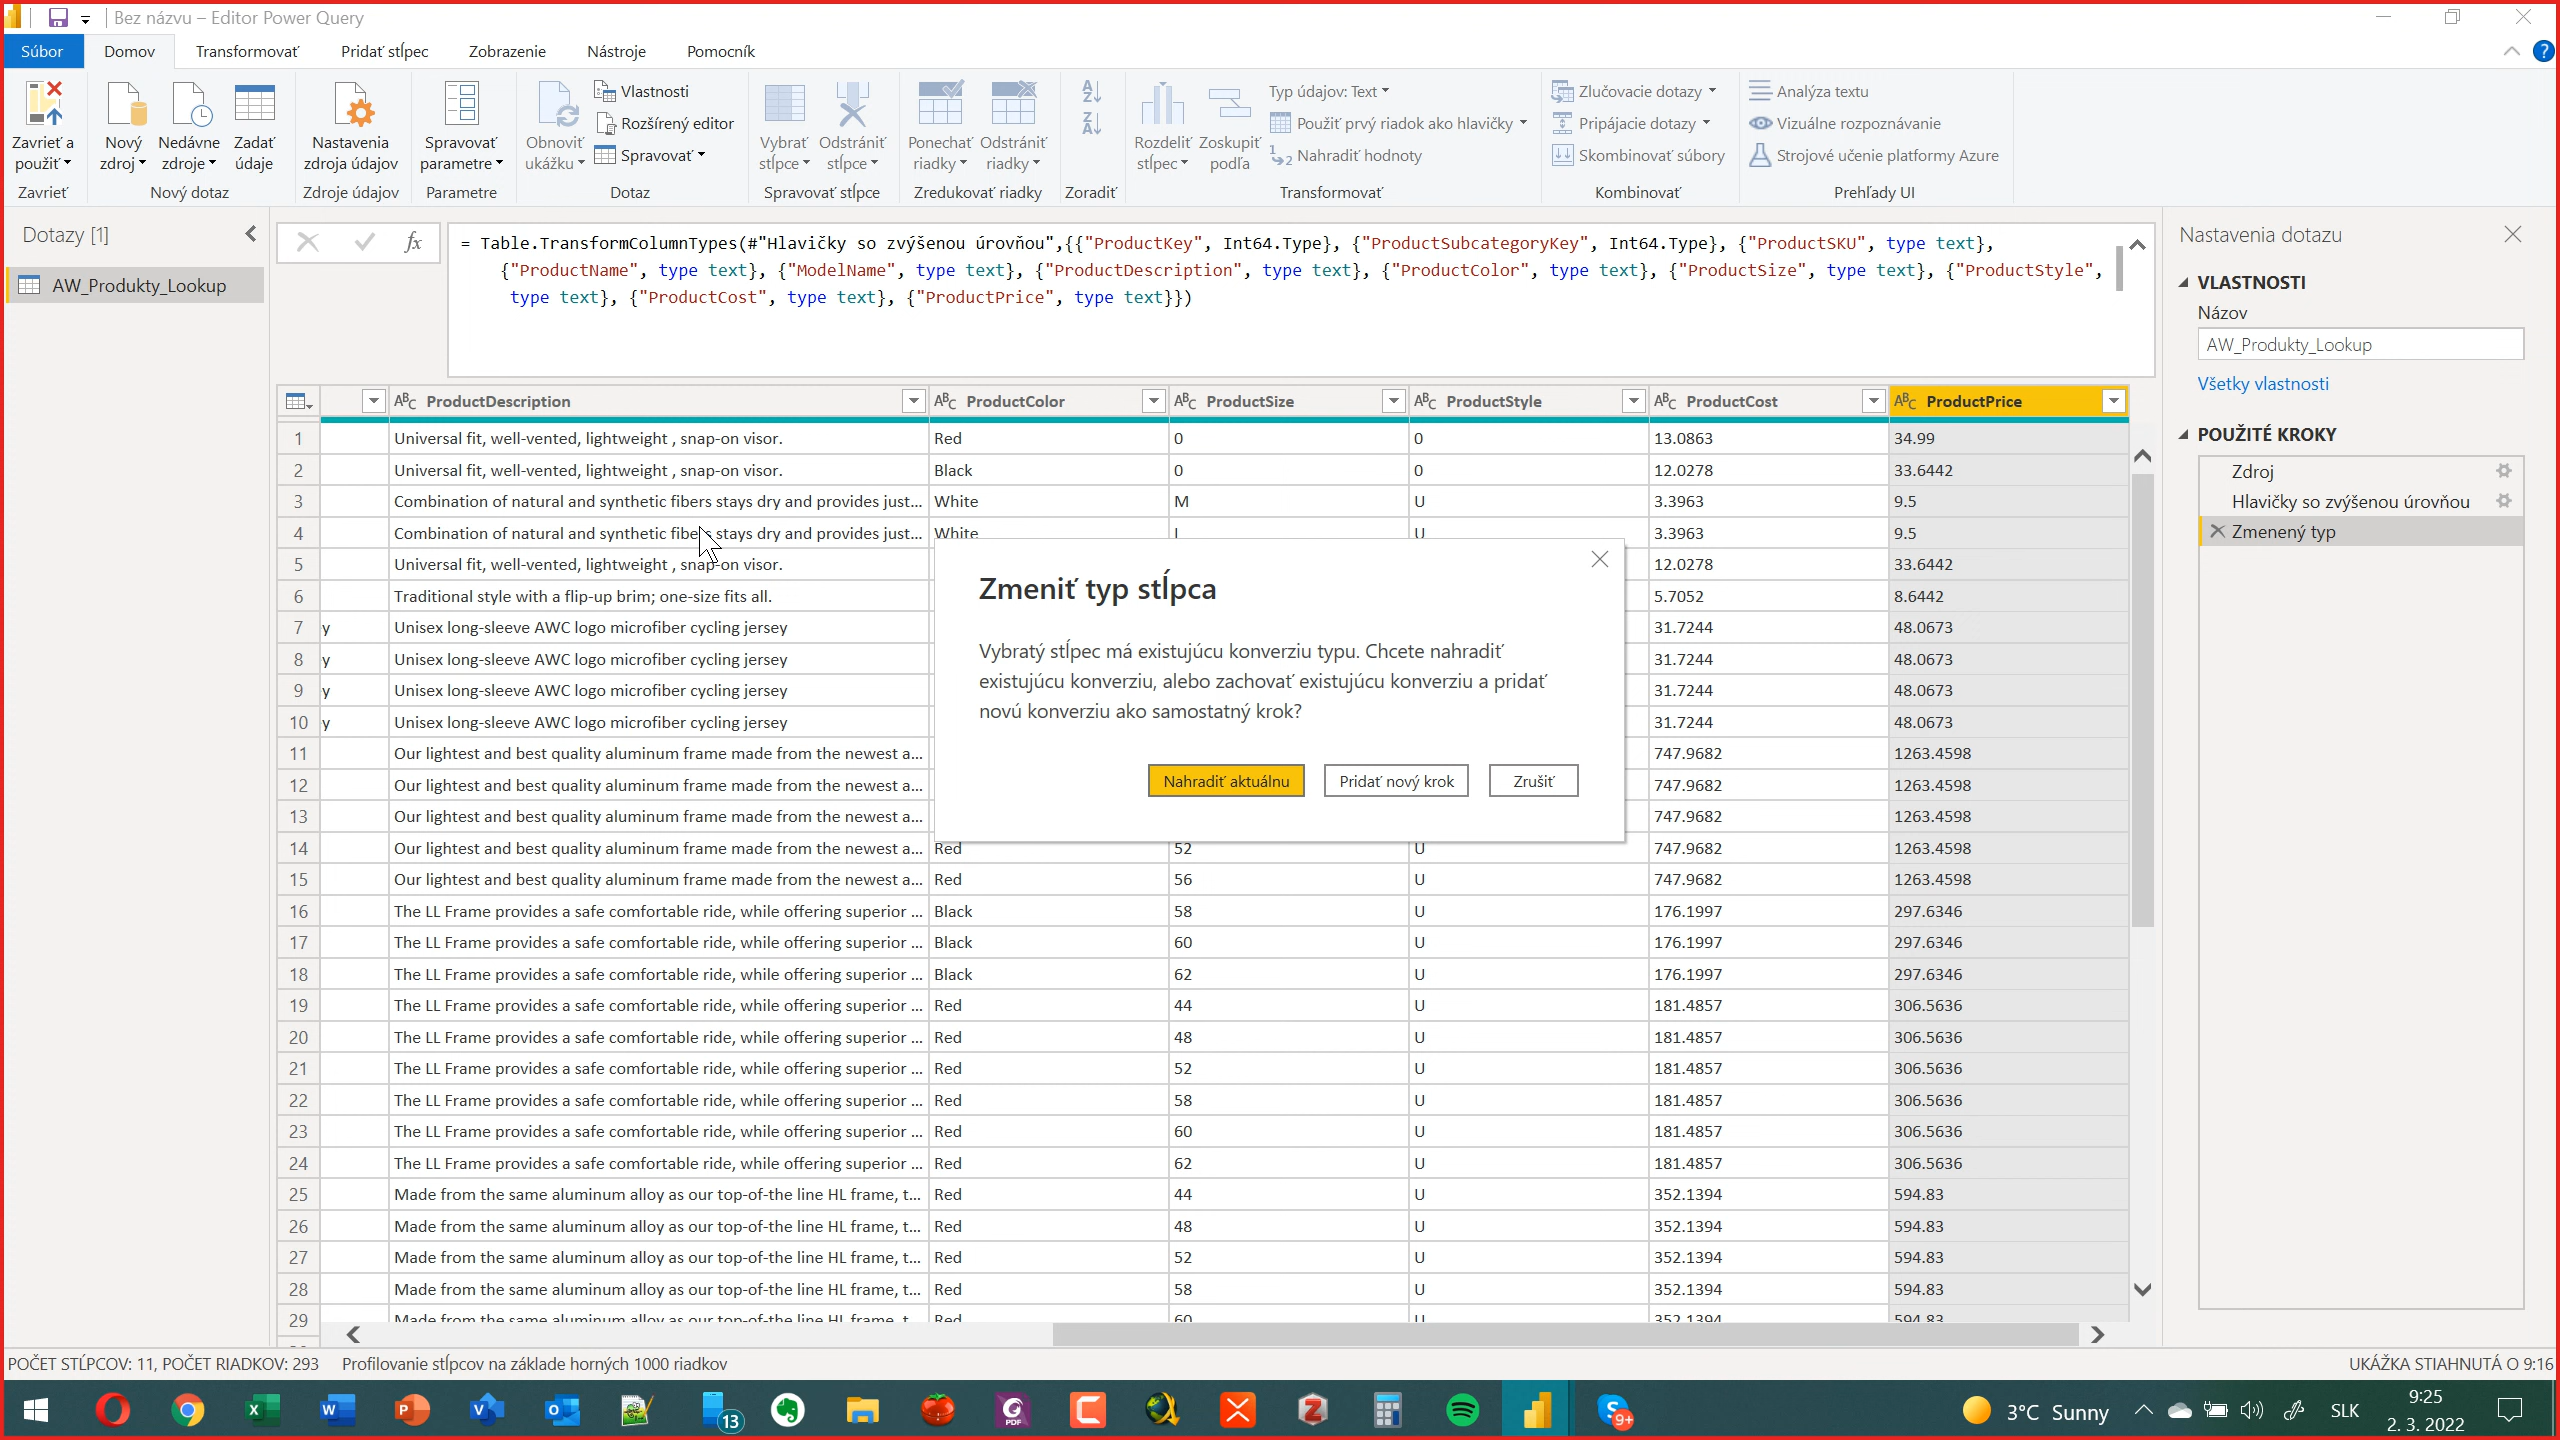 Bez názvu – Editor Power Query
Súbor Domov Transformovať Pridať stĺpec Zobrazenie Nástroje Pomocník
Zavrieť a použiť
Nový zdroj
Nedávne zdroje
Zadať údaje
Nastavenia zdroja údajov
Spravovať parametre
Obnoviť ukážku
Vlastnosti
Rozšírený editor
Spravovať
Vybrať stĺpce
Odstrániť stĺpce
Ponechať riadky
Odstrániť riadky
Rozdeliť stĺpec
Zoskupiť podľa
Typ údajov: Text
Použiť prvý riadok ako hlavičky
Nahradiť hodnoty
Zlučovacie dotazy
Pripájacie dotazy
Skombinovať súbory
Analýza textu
Vizuálne rozpoznávanie
Strojové učenie platformy Azure
Zavrieť Nový dotaz Zdroje údajov Parametre Dotaz Spravovať stĺpce Zredukovať riadky Zoradiť Transformovať Kombinovať Prehľady UI
Dotazy [1]
AW_Produkty_Lookup
= Table.TransformColumnTypes(#"Hlavičky so zvýšenou úrovňou",{{"ProductKey", Int64.Type}, {"ProductSubcategoryKey", Int64.Type}, {"ProductSKU", type text},
{"ProductName", type text}, {"ModelName", type text}, {"ProductDescription", type text}, {"ProductColor", type text}, {"ProductSize", type text}, {"ProductStyle",
type text}, {"ProductCost", type text}, {"ProductPrice", type text}})
ProductDescription ProductColor ProductSize ProductStyle ProductCost ProductPrice
1 Universal fit, well-vented, lightweight , snap-on visor. Red 0 0 13.0863 34.99
2 Universal fit, well-vented, lightweight , snap-on visor. Black 0 0 12.0278 33.6442
3 Combination of natural and synthetic fibers stays dry and provides just... White M U 3.3963 9.5
4 Combination of natural and synthetic fibers stays dry and provides just... White L U 3.3963 9.5
5 Universal fit, well-vented, lightweight , snap-on visor. 12.0278 33.6442
6 Traditional style with a flip-up brim; one-size fits all. 5.7052 8.6442
7 y Unisex long-sleeve AWC logo microfiber cycling jersey 31.7244 48.0673
8 y Unisex long-sleeve AWC logo microfiber cycling jersey 31.7244 48.0673
9 y Unisex long-sleeve AWC logo microfiber cycling jersey 31.7244 48.0673
10 y Unisex long-sleeve AWC logo microfiber cycling jersey 31.7244 48.0673
11 Our lightest and best quality aluminum frame made from the newest a... 747.9682 1263.4598
12 Our lightest and best quality aluminum frame made from the newest a... 747.9682 1263.4598
13 Our lightest and best quality aluminum frame made from the newest a... 747.9682 1263.4598
14 Our lightest and best quality aluminum frame made from the newest a... Red 52 U 747.9682 1263.4598
15 Our lightest and best quality aluminum frame made from the newest a... Red 56 U 747.9682 1263.4598
16 The LL Frame provides a safe comfortable ride, while offering superior ... Black 58 U 176.1997 297.6346
17 The LL Frame provides a safe comfortable ride, while offering superior ... Black 60 U 176.1997 297.6346
18 The LL Frame provides a safe comfortable ride, while offering superior ... Black 62 U 176.1997 297.6346
19 The LL Frame provides a safe comfortable ride, while offering superior ... Red 44 U 181.4857 306.5636
20 The LL Frame provides a safe comfortable ride, while offering superior ... Red 48 U 181.4857 306.5636
21 The LL Frame provides a safe comfortable ride, while offering superior ... Red 52 U 181.4857 306.5636
22 The LL Frame provides a safe comfortable ride, while offering superior ... Red 58 U 181.4857 306.5636
23 The LL Frame provides a safe comfortable ride, while offering superior ... Red 60 U 181.4857 306.5636
24 The LL Frame provides a safe comfortable ride, while offering superior ... Red 62 U 181.4857 306.5636
25 Made from the same aluminum alloy as our top-of-the line HL frame, t... Red 44 U 352.1394 594.83
26 Made from the same aluminum alloy as our top-of-the line HL frame, t... Red 48 U 352.1394 594.83
27 Made from the same aluminum alloy as our top-of-the line HL frame, t... Red 52 U 352.1394 594.83
28 Made from the same aluminum alloy as our top-of-the line HL frame, t... Red 58 U 352.1394 594.83
29 Made from the same aluminum alloy as our top-of-the line HL frame, t... Red 60 U 352.1394 594.83
Zmeniť typ stĺpca
Vybratý stĺpec má existujúcu konverziu typu. Chcete nahradiť
existujúcu konverziu, alebo zachovať existujúcu konverziu a pridať
novú konverziu ako samostatný krok?
Nahradiť aktuálnu Pridať nový krok Zrušiť
Nastavenia dotazu
VLASTNOSTI
Názov
AW_Produkty_Lookup
Všetky vlastnosti
POUŽITÉ KROKY
Zdroj
Hlavičky so zvýšenou úrovňou
Zmenený typ
POČET STĹPCOV: 11, POČET RIADKOV: 293 Profilovanie stĺpcov na základe horných 1000 riadkov UKÁŽKA STIAHNUTÁ O 9:16
13
PDF
9+
3°C Sunny
SLK
9:25
2. 3. 2022